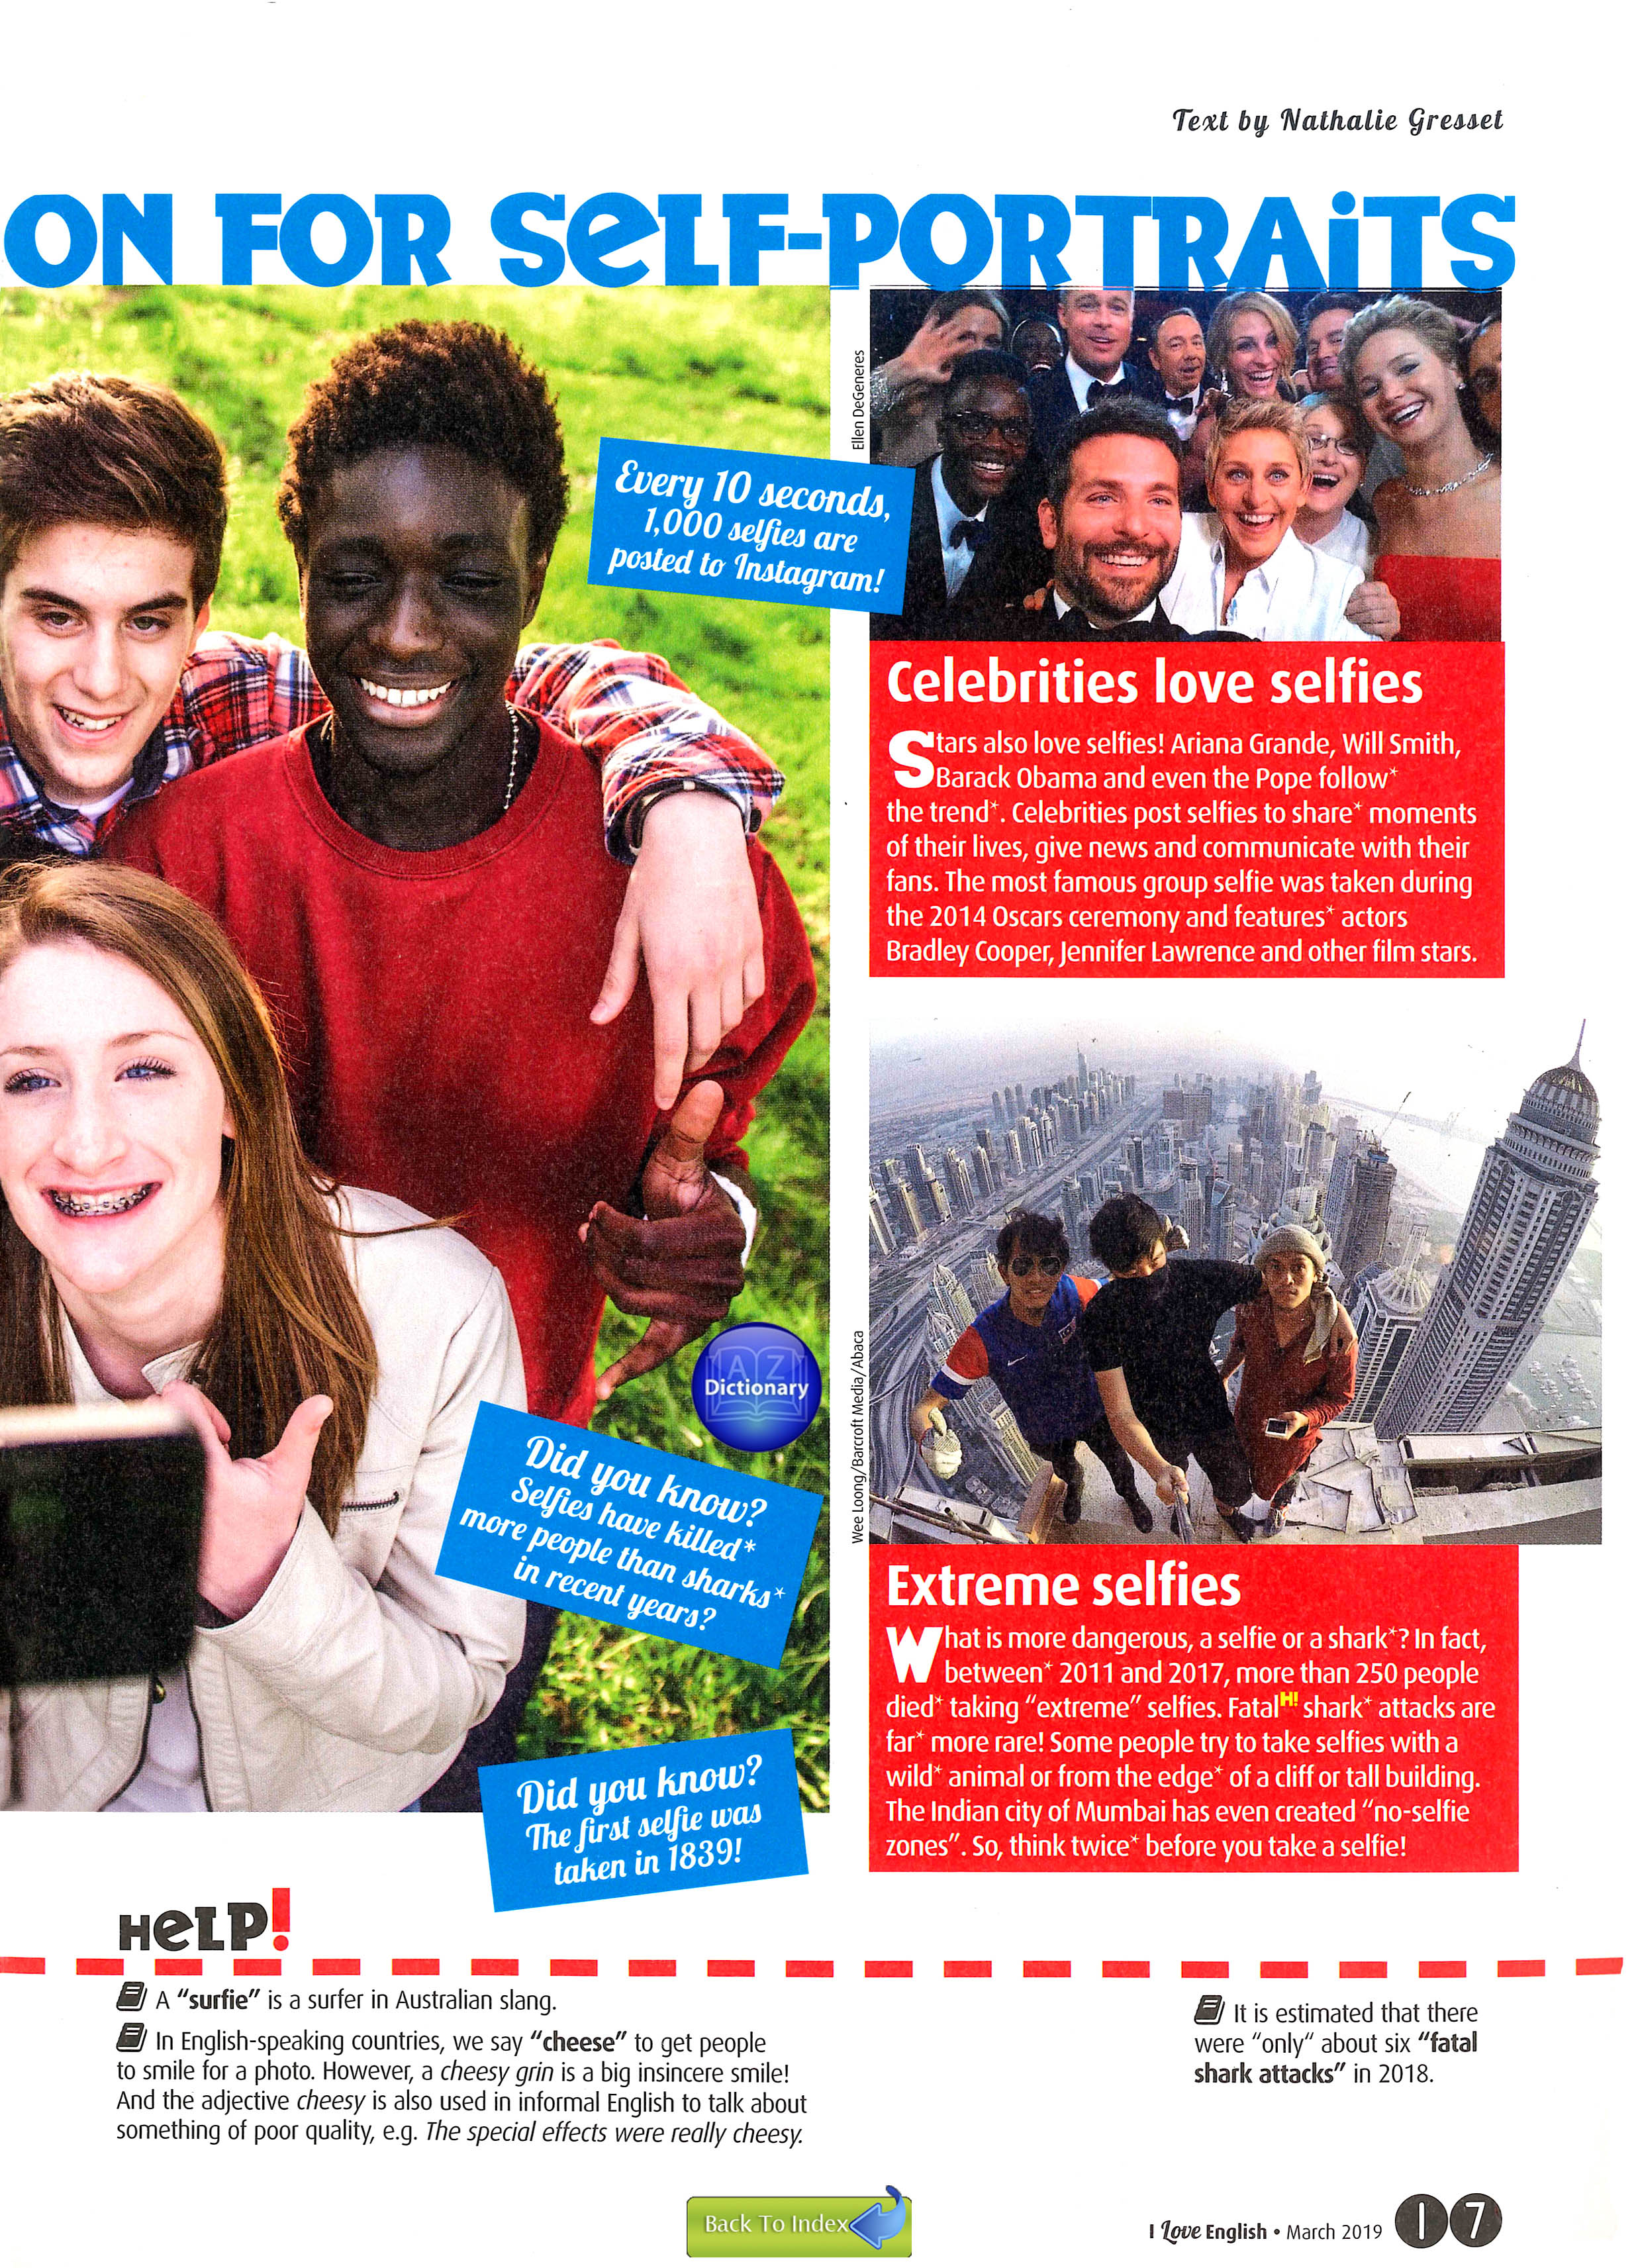 Text by Nathalie Gresset
ON FOR SELF-PORTRAITS
Ellen DeGeneres
Every 10 seconds,
1,000 selfies are
posted to Instagram!
Celebrities love selfies
Stars also love selfies! Ariana Grande, Will Smith,
Barack Obama and even the Pope follow*
the trend*. Celebrities post selfies to share* moments
of their lives, give news and communicate with their
fans. The most famous group selfie was taken during
the 2014 Oscars ceremony and features* actors
Bradley Cooper, Jennifer Lawrence and other film stars.
A Z
Dictionary
Wee Loong/Barcroft Media/Abaca
Did you know?
Selfies have killed*
more people than sharks*
in recent years?
Extreme selfies
What is more dangerous, a selfie or a shark*? In fact,
between* 2011 and 2017, more than 250 people
died* taking “extreme” selfies. FatalH! shark* attacks are
far* more rare! Some people try to take selfies with a
wild* animal or from the edge* of a cliff or tall building.
The Indian city of Mumbai has even created “no-selfie
zones”. So, think twice* before you take a selfie!
Did you know?
The first selfie was
taken in 1839!
HELP!
A “surfie” is a surfer in Australian slang.
In English-speaking countries, we say “cheese” to get people
to smile for a photo. However, a cheesy grin is a big insincere smile!
And the adjective cheesy is also used in informal English to talk about
something of poor quality, e.g. The special effects were really cheesy.
It is estimated that there
were “only“ about six “fatal
shark attacks” in 2018.
Back To Index
I Love English • March 2019 17